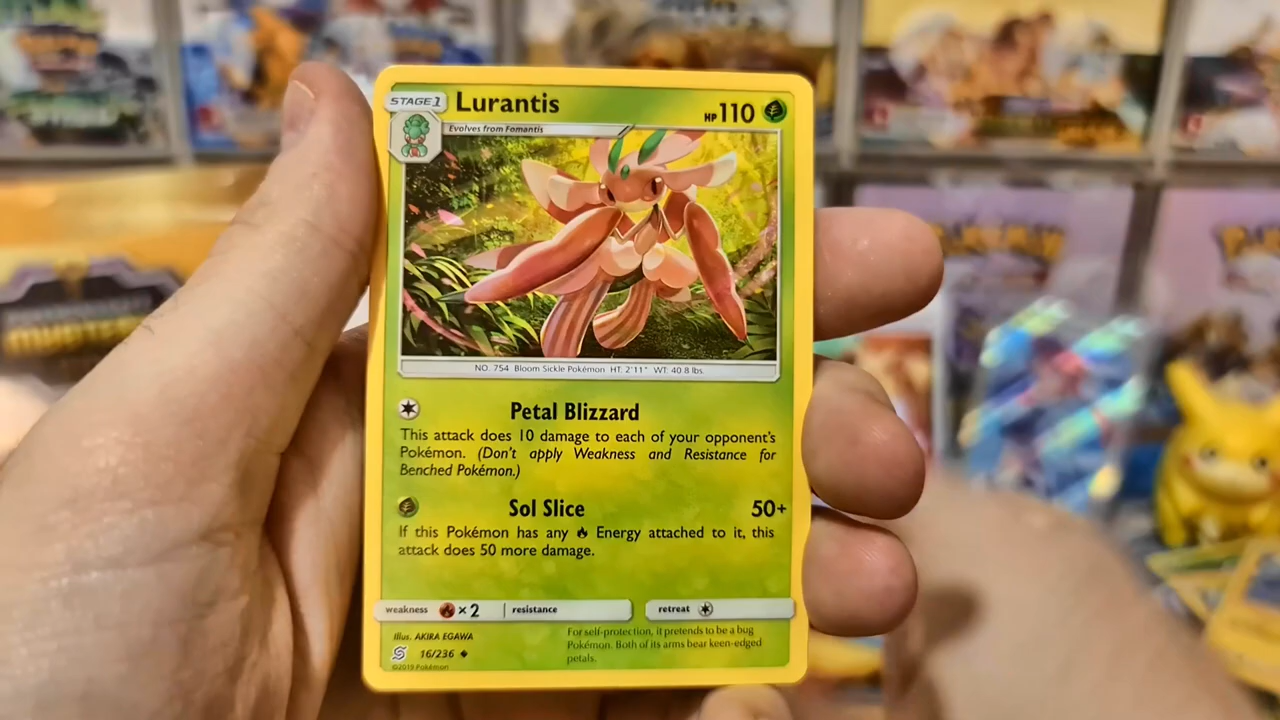 STAGE 1
Lurantis
HP 110
Evolves from Fomantis
NO. 754 Bloom Sickle Pokémon HT: 2'11" WT: 40.8 lbs.
Petal Blizzard
This attack does 10 damage to each of your opponent's
Pokémon. (Don't apply Weakness and Resistance for
Benched Pokémon.)
Sol Slice 50+
If this Pokémon has any Energy attached to it, this
attack does 50 more damage.
weakness ×2 resistance retreat
Illus. AKIRA EGAWA
16/236
©2019 Pokémon
For self-protection, it pretends to be a bug
Pokémon. Both of its arms bear keen-edged
petals.